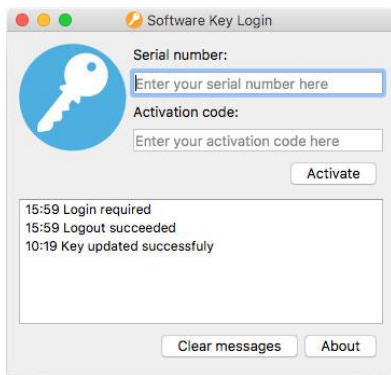 Software Key Login
Serial number:
Enter your serial number here
Activation code:
Enter your activation code here
Activate
15:59 Login required
15:59 Logout succeeded
10:19 Key updated successfuly
Clear messages
About